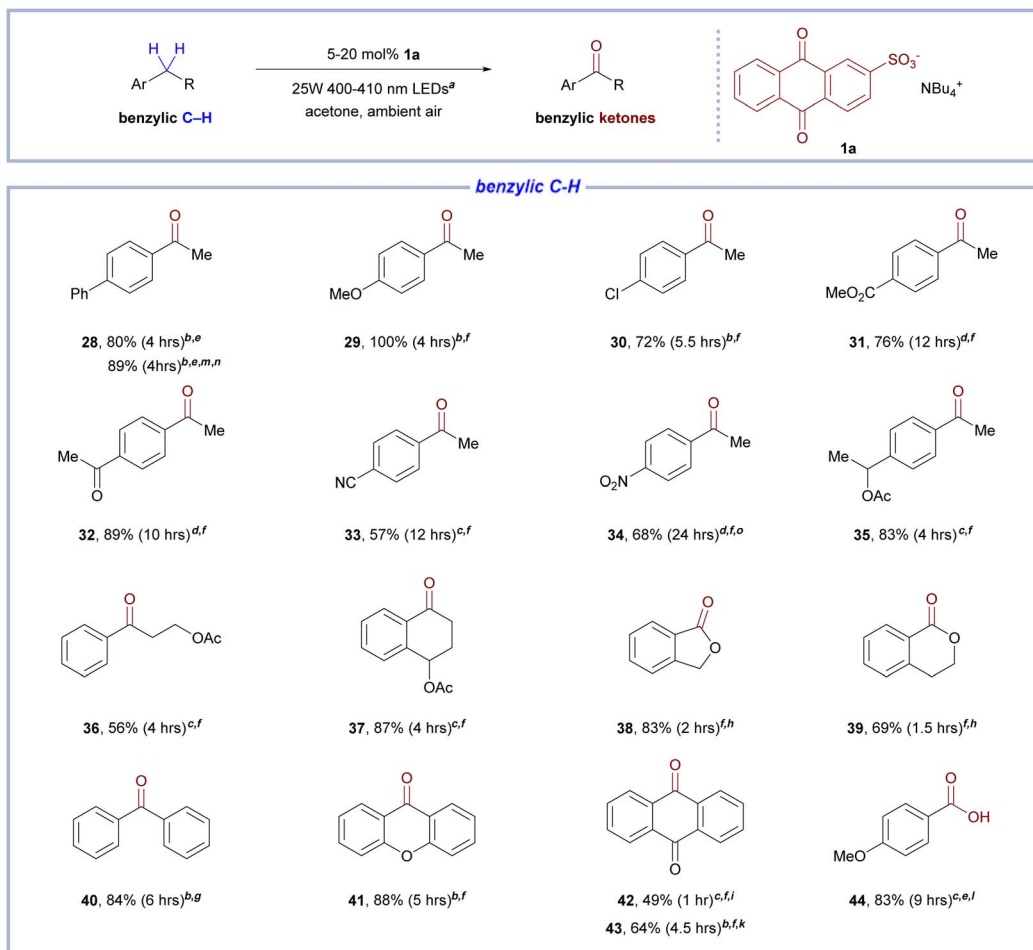 H H
Ar R
benzylic C–H
5-20 mol% 1a
25W 400-410 nm LEDsᵃ
acetone, ambient air
O
Ar R
benzylic ketones
O
O
SO₃⁻
NBu₄⁺
1a
benzylic C-H
O
Me
Ph
28, 80% (4 hrs)ᵇ,ᵉ
89% (4hrs)ᵇ,ᵉ,ᵐ,ⁿ
O
Me
MeO
29, 100% (4 hrs)ᵇ,ᶠ
O
Me
Cl
30, 72% (5.5 hrs)ᵇ,ᶠ
O
Me
MeO₂C
31, 76% (12 hrs)ᵈ,ᶠ
O
Me
Me
O
32, 89% (10 hrs)ᵈ,ᶠ
O
Me
NC
33, 57% (12 hrs)ᶜ,ᶠ
O
Me
O₂N
34, 68% (24 hrs)ᵈ,ᶠ,ᵒ
O
Me
Me
OAc
35, 83% (4 hrs)ᶜ,ᶠ
O
OAc
36, 56% (4 hrs)ᶜ,ᶠ
O
OAc
37, 87% (4 hrs)ᶜ,ᶠ
O
O
38, 83% (2 hrs)ᶠ,ʰ
O
O
39, 69% (1.5 hrs)ᶠ,ʰ
O
40, 84% (6 hrs)ᵇ,ᵍ
O
O
41, 88% (5 hrs)ᵇ,ᶠ
O
O
42, 49% (1 hr)ᶜ,ᶠ,ⁱ
43, 64% (4.5 hrs)ᵇ,ᶠ,ᵏ
O
OH
MeO
44, 83% (9 hrs)ᶜ,ᵉ,ˡ